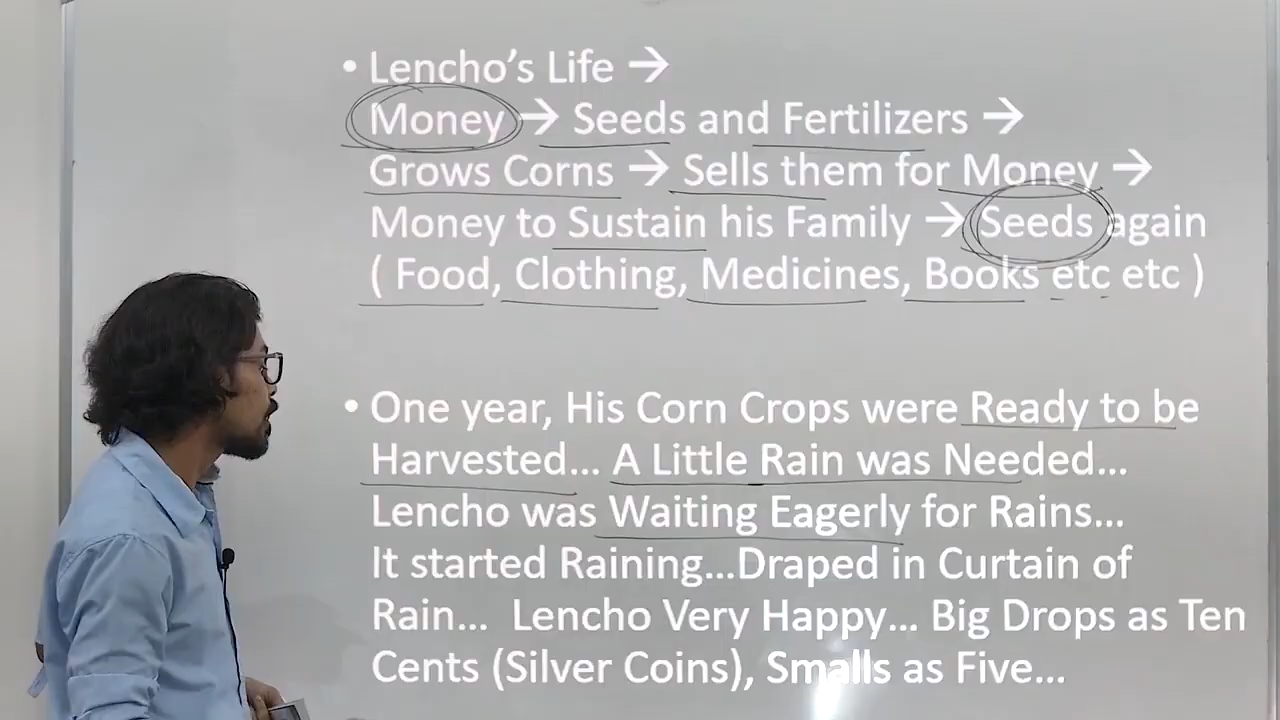 • Lencho's Life →
Money → Seeds and Fertilizers →
Grows Corns → Sells them for Money →
Money to Sustain his Family → Seeds again
( Food, Clothing, Medicines, Books etc etc )
• One year, His Corn Crops were Ready to be
Harvested... A Little Rain was Needed...
Lencho was Waiting Eagerly for Rains...
It started Raining...Draped in Curtain of
Rain... Lencho Very Happy... Big Drops as Ten
Cents (Silver Coins), Smalls as Five...